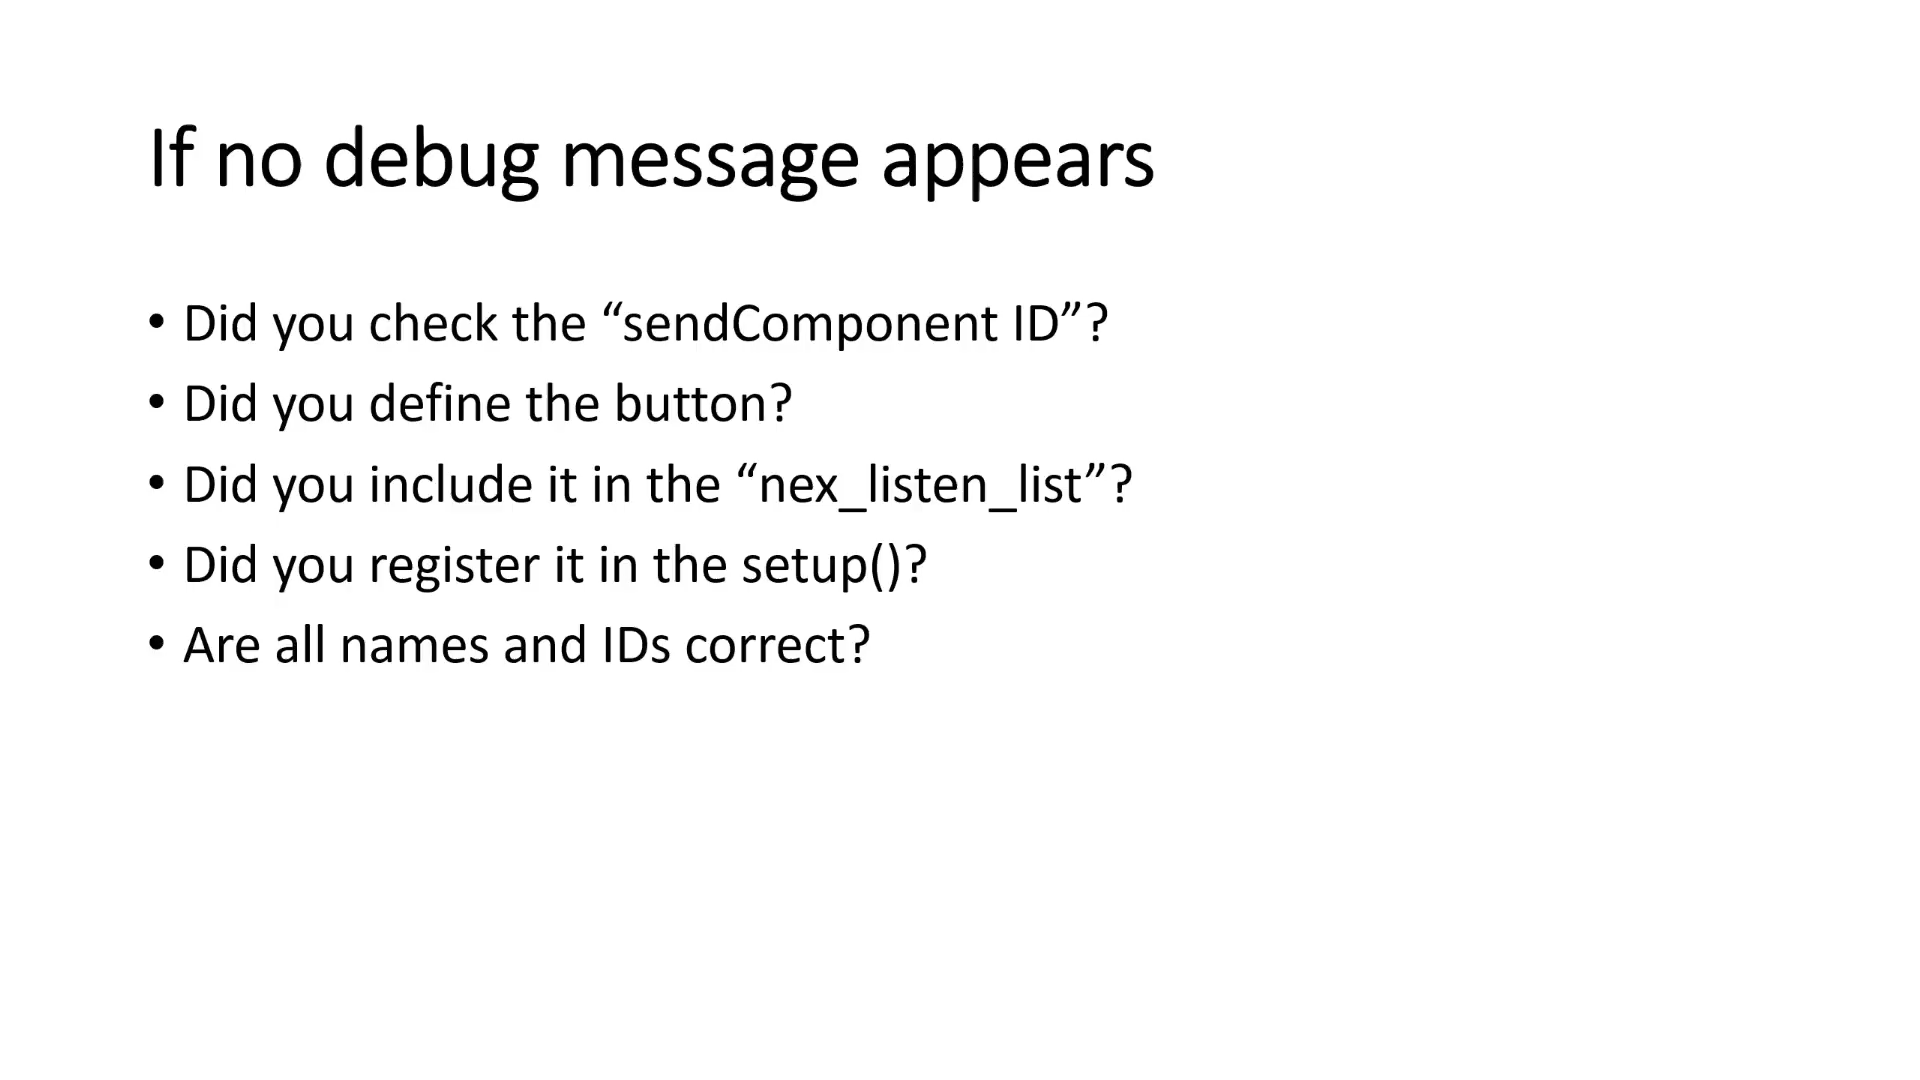 If no debug message appears
• Did you check the “sendComponent ID”?
• Did you define the button?
• Did you include it in the “nex_listen_list”?
• Did you register it in the setup()?
• Are all names and IDs correct?